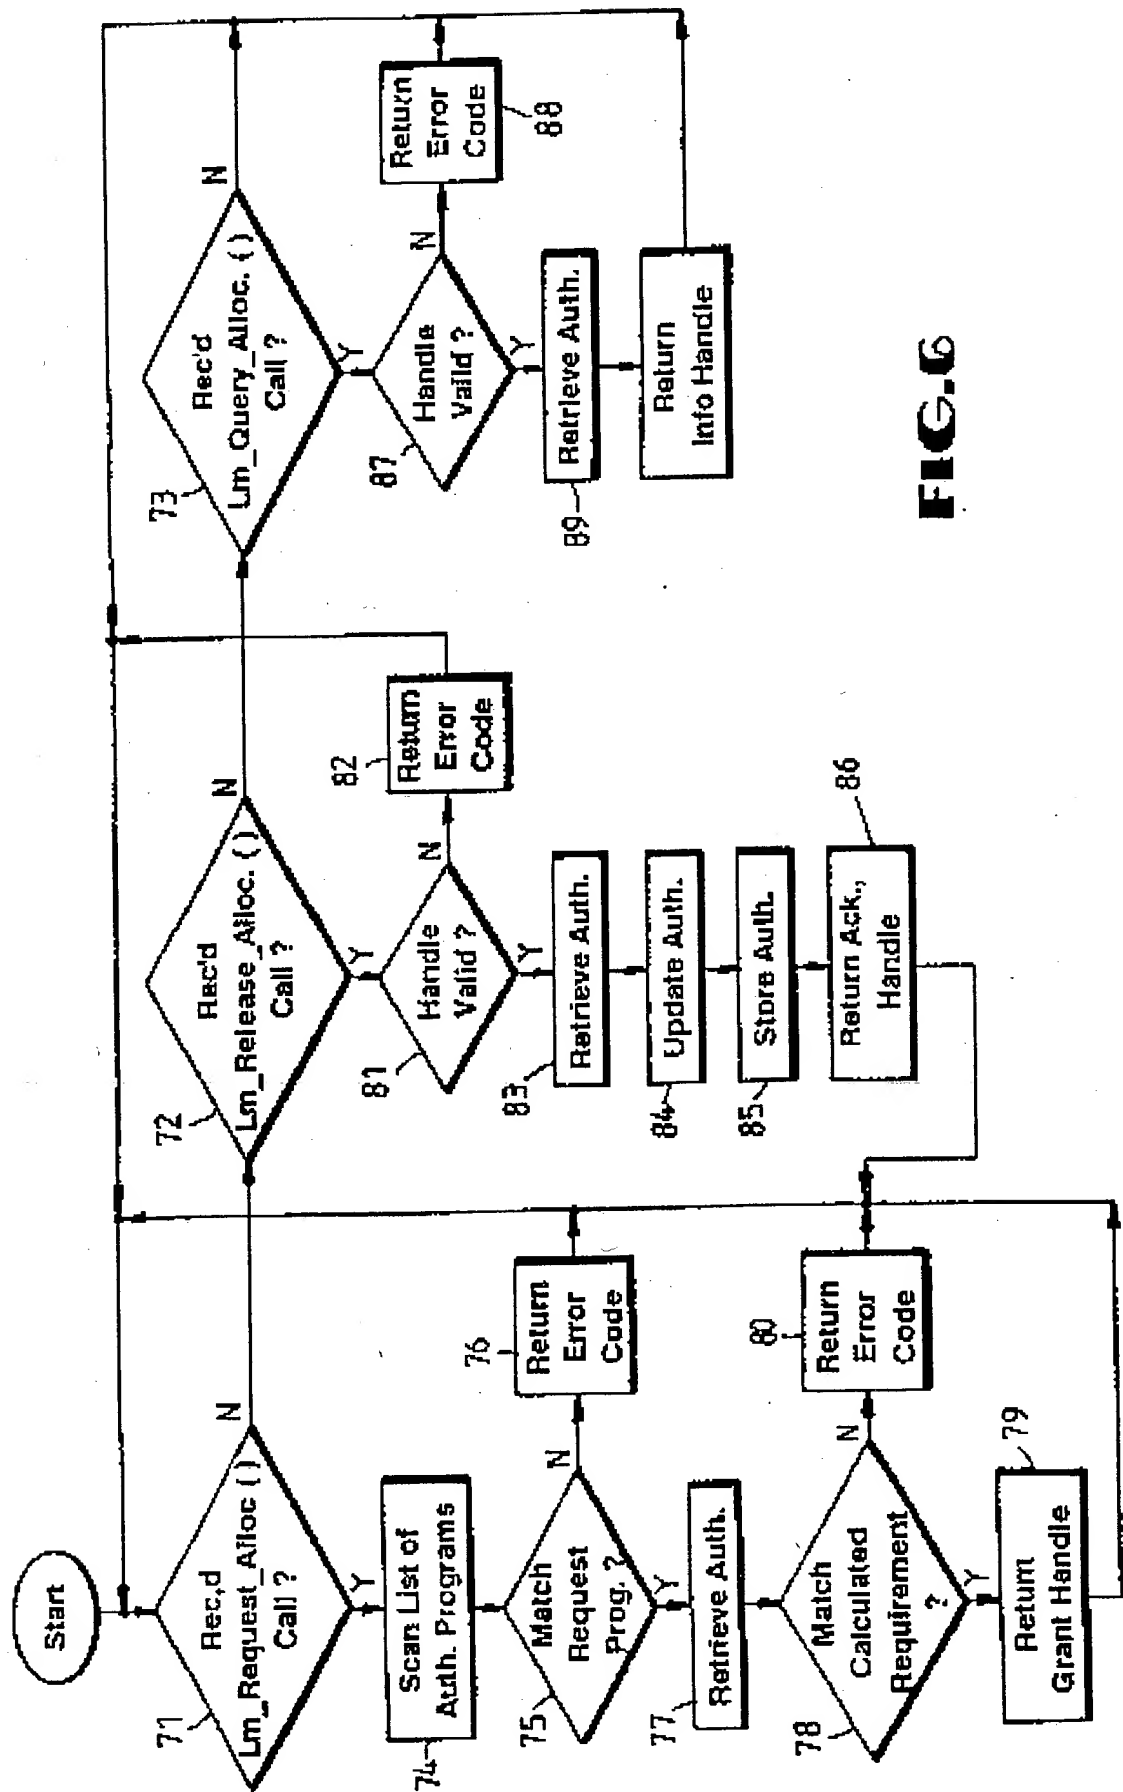 Start
71
Rec,d
Lm_Request_Alloc ( )
Call ?
N
Y
74
Scan List of
Auth. Programs
75
Match
Request
Prog. ?
N
Y
76
Return
Error
Code
77
Retrieve Auth.
78
Match
Calculated
Requirement
?
N
Y
80
Return
Error
Code
79
Return
Grant Handle
72
Rec'd
Lm_Release_Alloc. ( )
Call ?
N
Y
81
Handle
Valid ?
N
Y
82
Return
Error
Code
83
Retrieve Auth.
84
Update Auth.
85
Store Auth.
86
Return Ack.,
Handle
73
Rec'd
Lm_Query_Alloc. ( )
Call ?
N
Y
87
Handle
Valid ?
N
Y
88
Return
Error
Code
89
Retrieve Auth.
Return
Info Handle
FIG.6